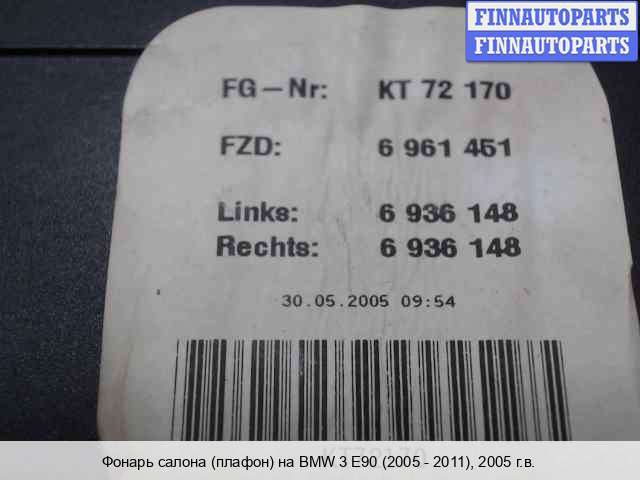 FINNAUTOPARTS
FINNAUTOPARTS
FG-Nr: KT 72 170
FZD: 6 961 451
Links: 6 936 148
Rechts: 6 936 148
30.05.2005 09:54
KT72170
Фонарь салона (плафон) на BMW 3 E90 (2005 - 2011), 2005 г.в.